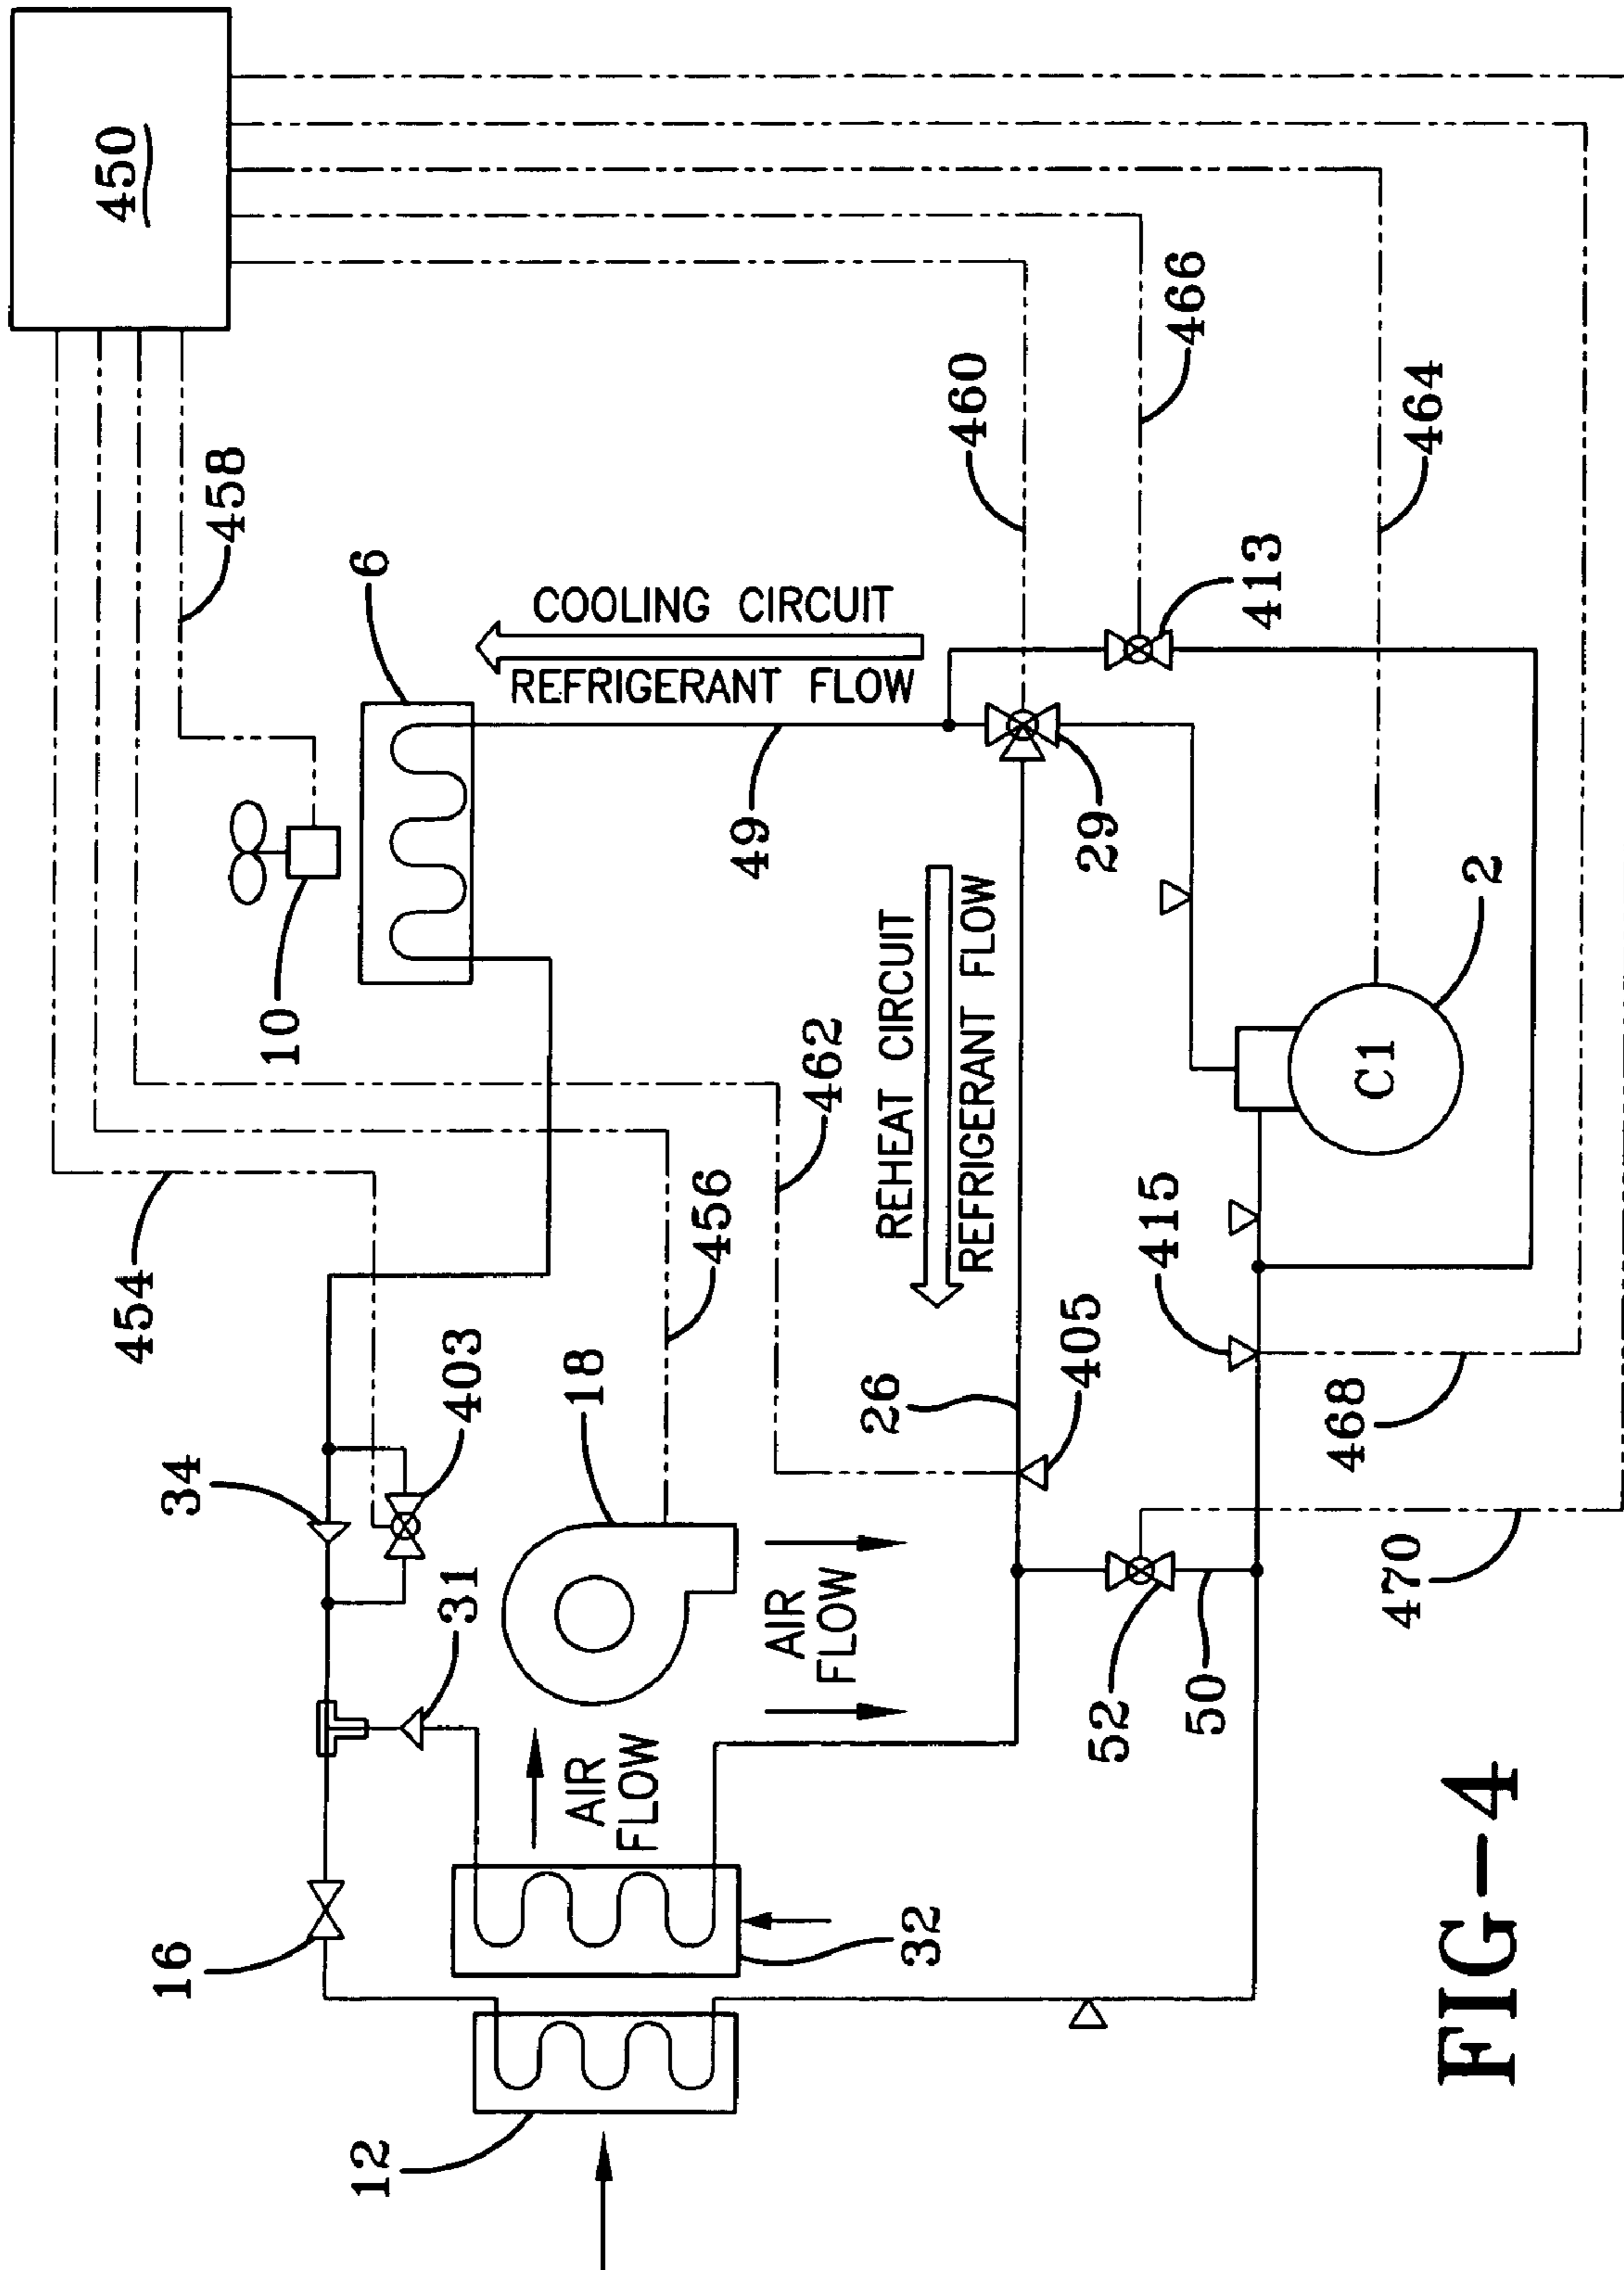 450
458
6
COOLING CIRCUIT
REFRIGERANT FLOW
460
466
413
464
10
49
29
2
C1
REHEAT CIRCUIT
REFRIGERANT FLOW
462
454
456
415
403
18
26
405
468
34
31
AIR
FLOW
AIR
FLOW
52
50
470
16
32
12
FIG-4